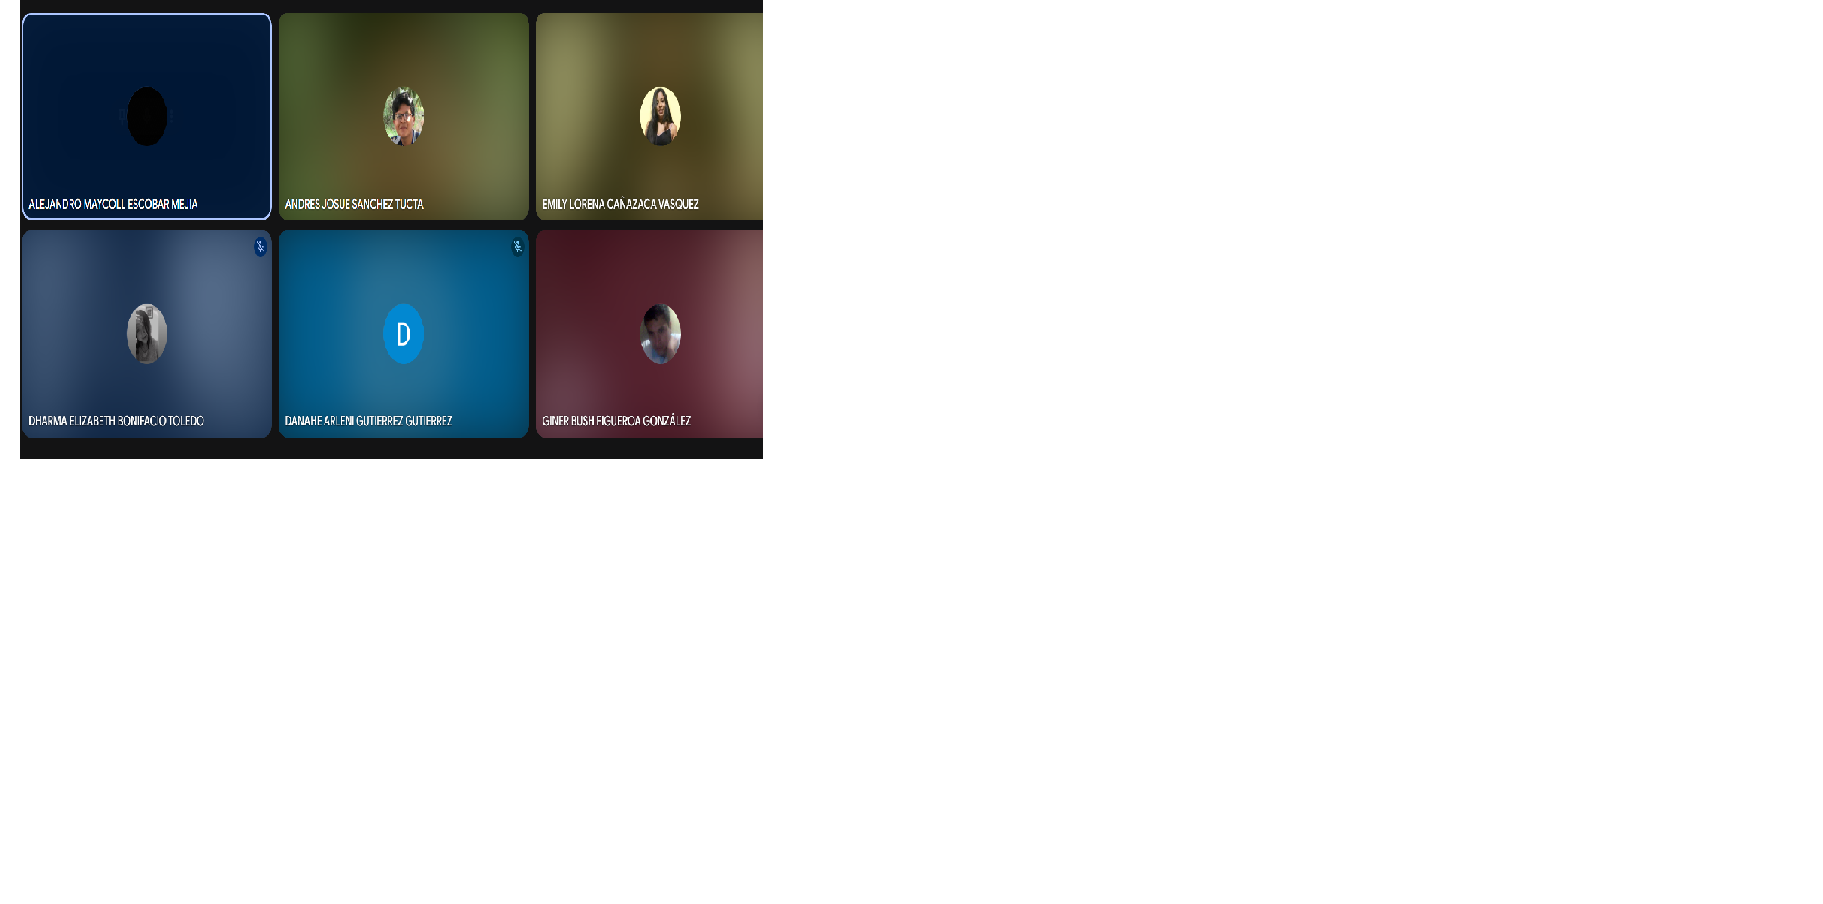 ALEJANDRO MAYCOLL ESCOBAR MEJIA
ANDRES JOSUE SANCHEZ TUCTA
EMILY LORENA CAÑAZACA VASQUEZ
DHARMA ELIZABETH BONIFACIO TOLEDO
D
DANAHE ARLENI GUTIERREZ GUTIERREZ
GINER BUSH FIGUEROA GONZÁLEZ